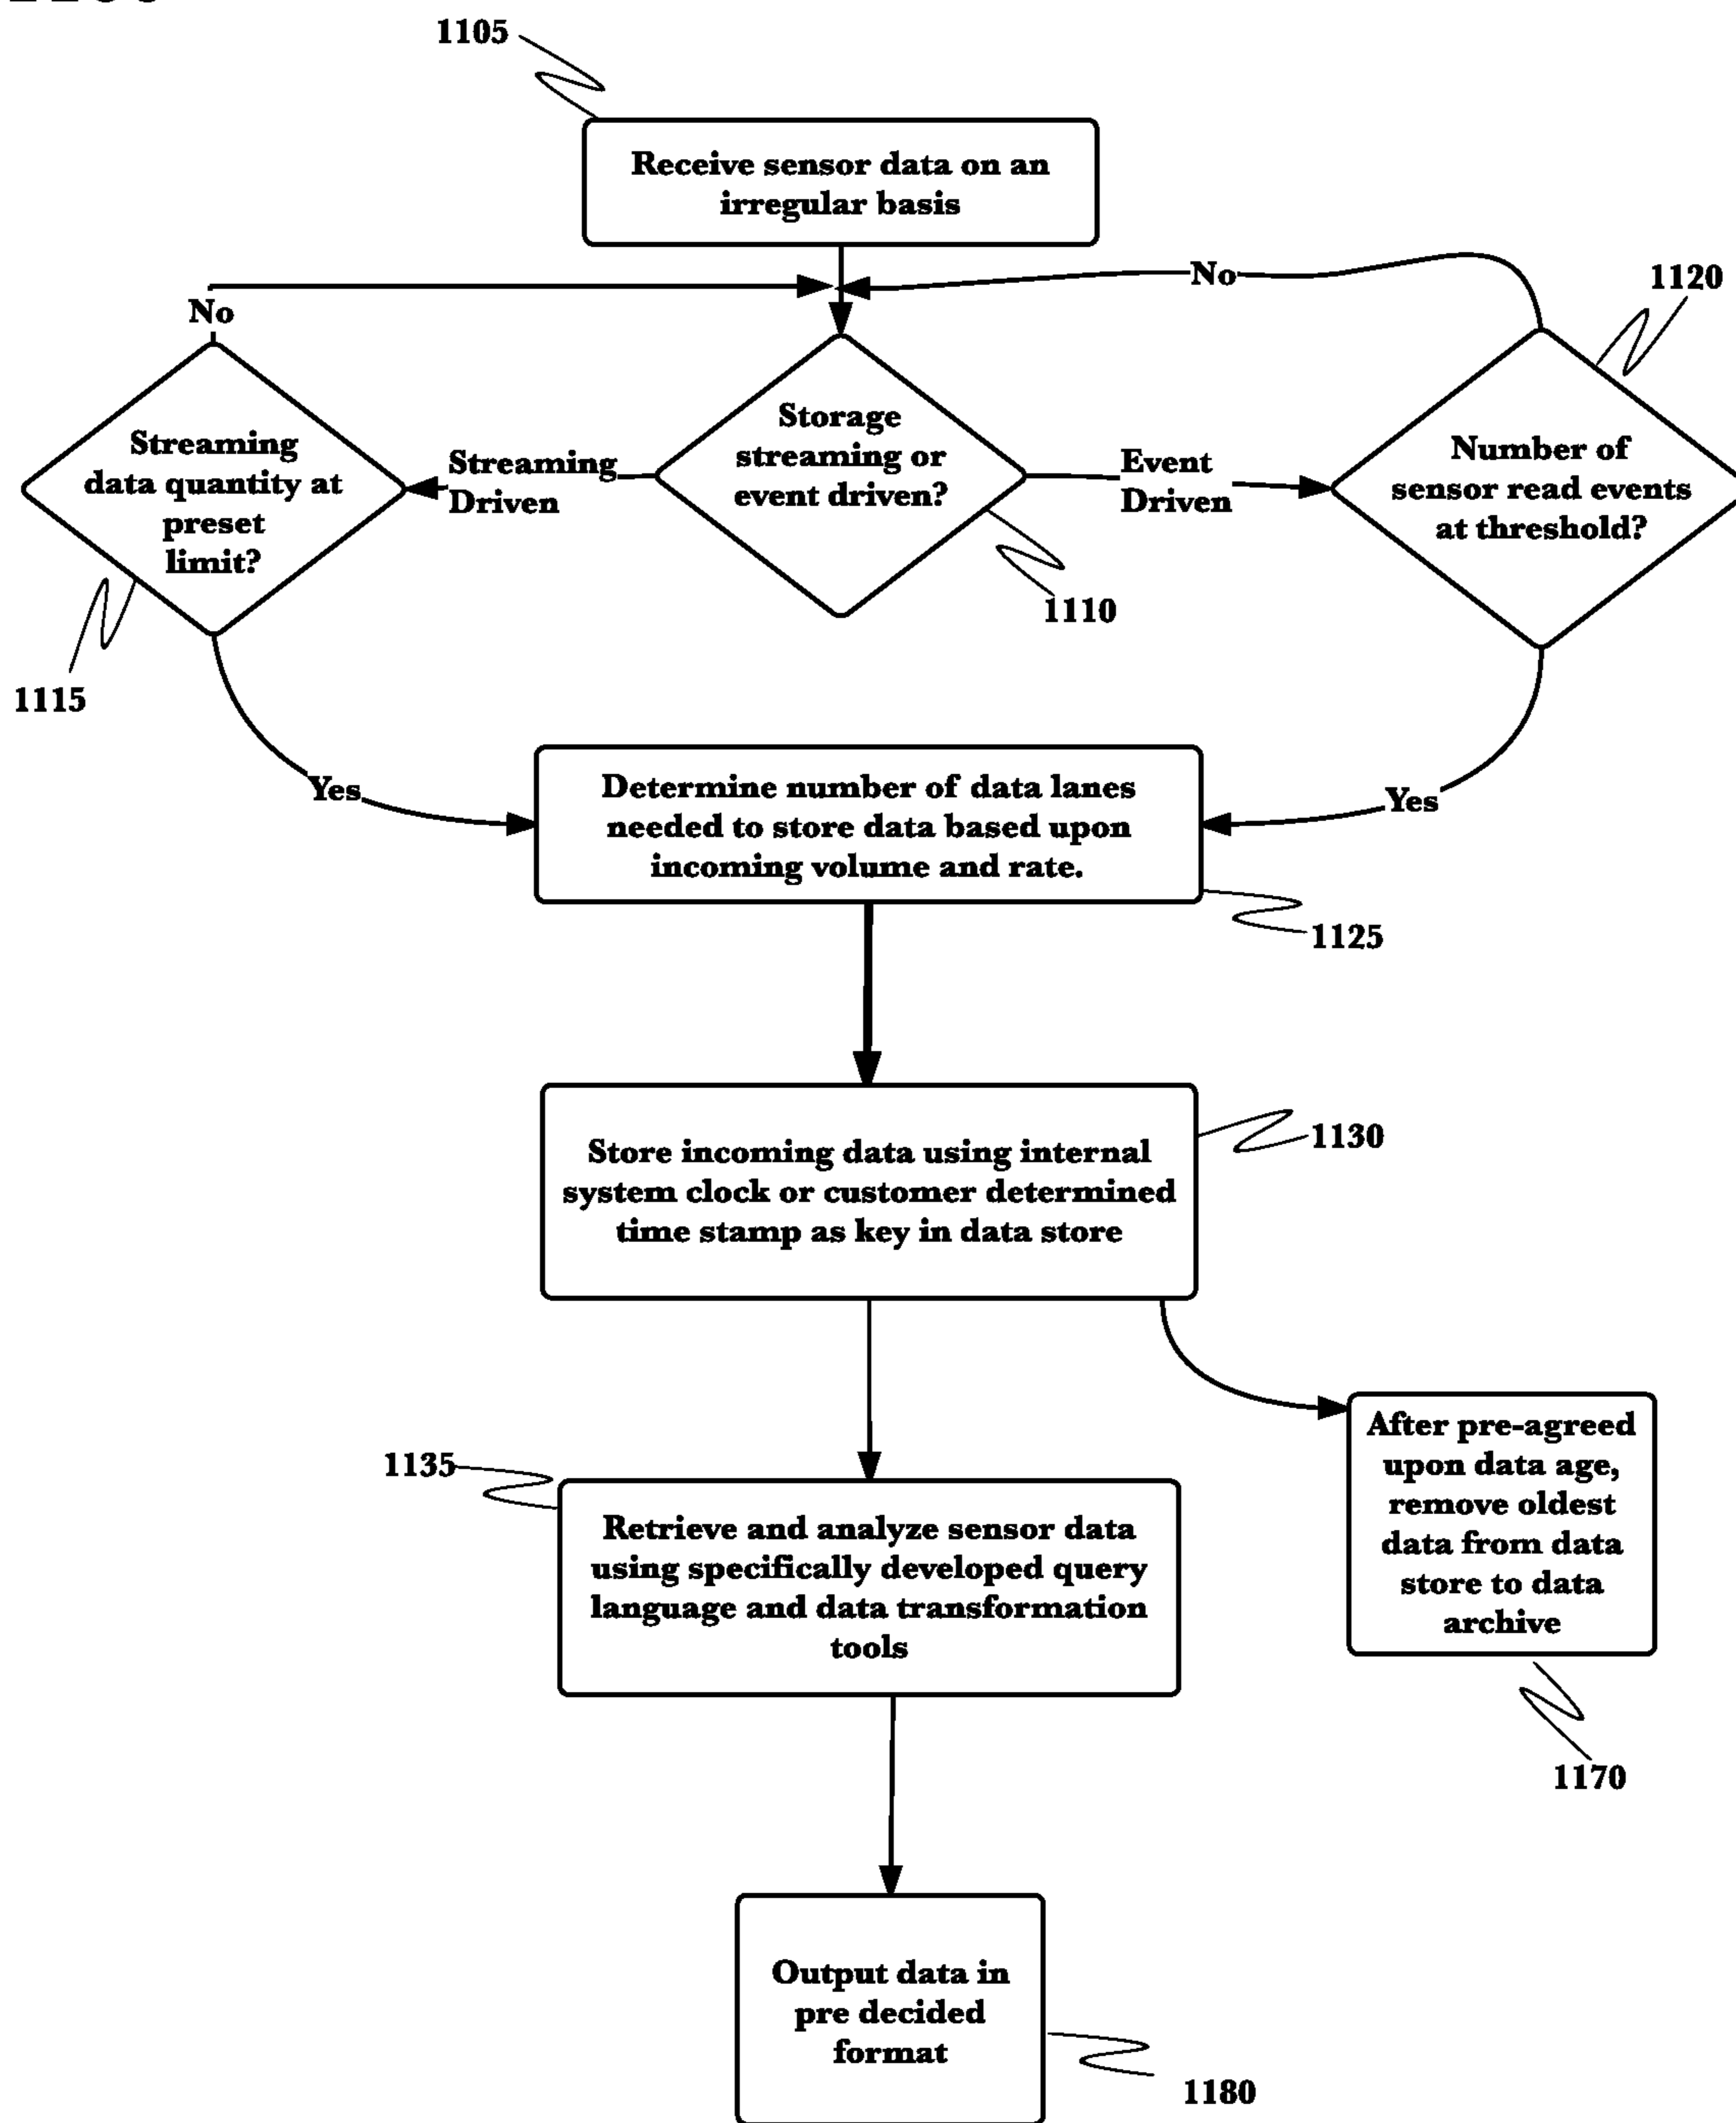 1105
Receive sensor data on an
irregular basis
No
No
1120
Streaming
data quantity at
preset
limit?
Streaming
Driven
Storage
streaming or
event driven?
Event
Driven
Number of
sensor read events
at threshold?
1110
1115
Yes
Determine number of data lanes
needed to store data based upon
incoming volume and rate.
Yes
1125
Store incoming data using internal
system clock or customer determined
time stamp as key in data store
1130
After pre-agreed
upon data age,
remove oldest
data from data
store to data
archive
1135
Retrieve and analyze sensor data
using specifically developed query
language and data transformation
tools
1170
Output data in
pre decided
format
1180